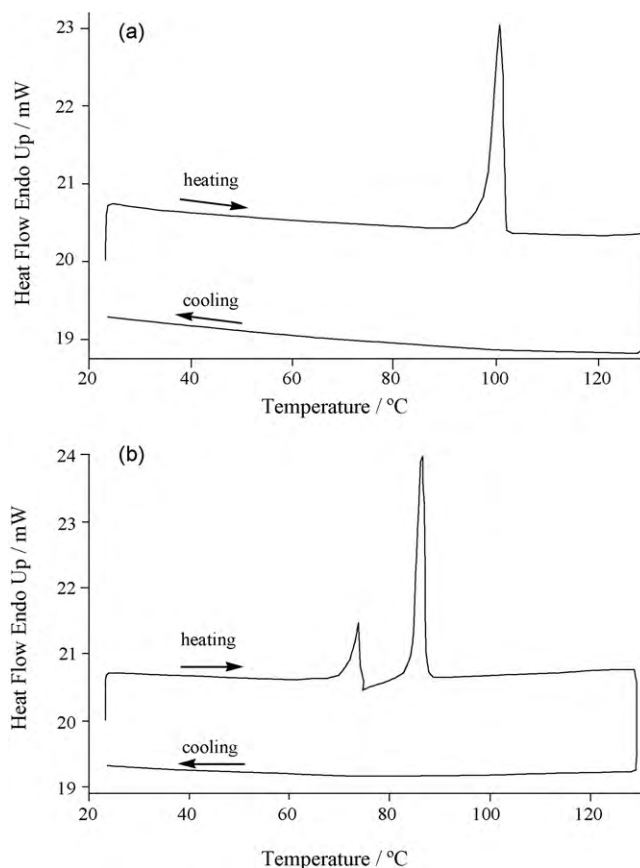 (a)
Heat Flow Endo Up / mW
23
22
21
20
19
heating
cooling
20 40 60 80 100 120
Temperature / ºC
(b)
Heat Flow Endo Up / mW
24
23
22
21
20
19
heating
cooling
20 40 60 80 100 120
Temperature / ºC